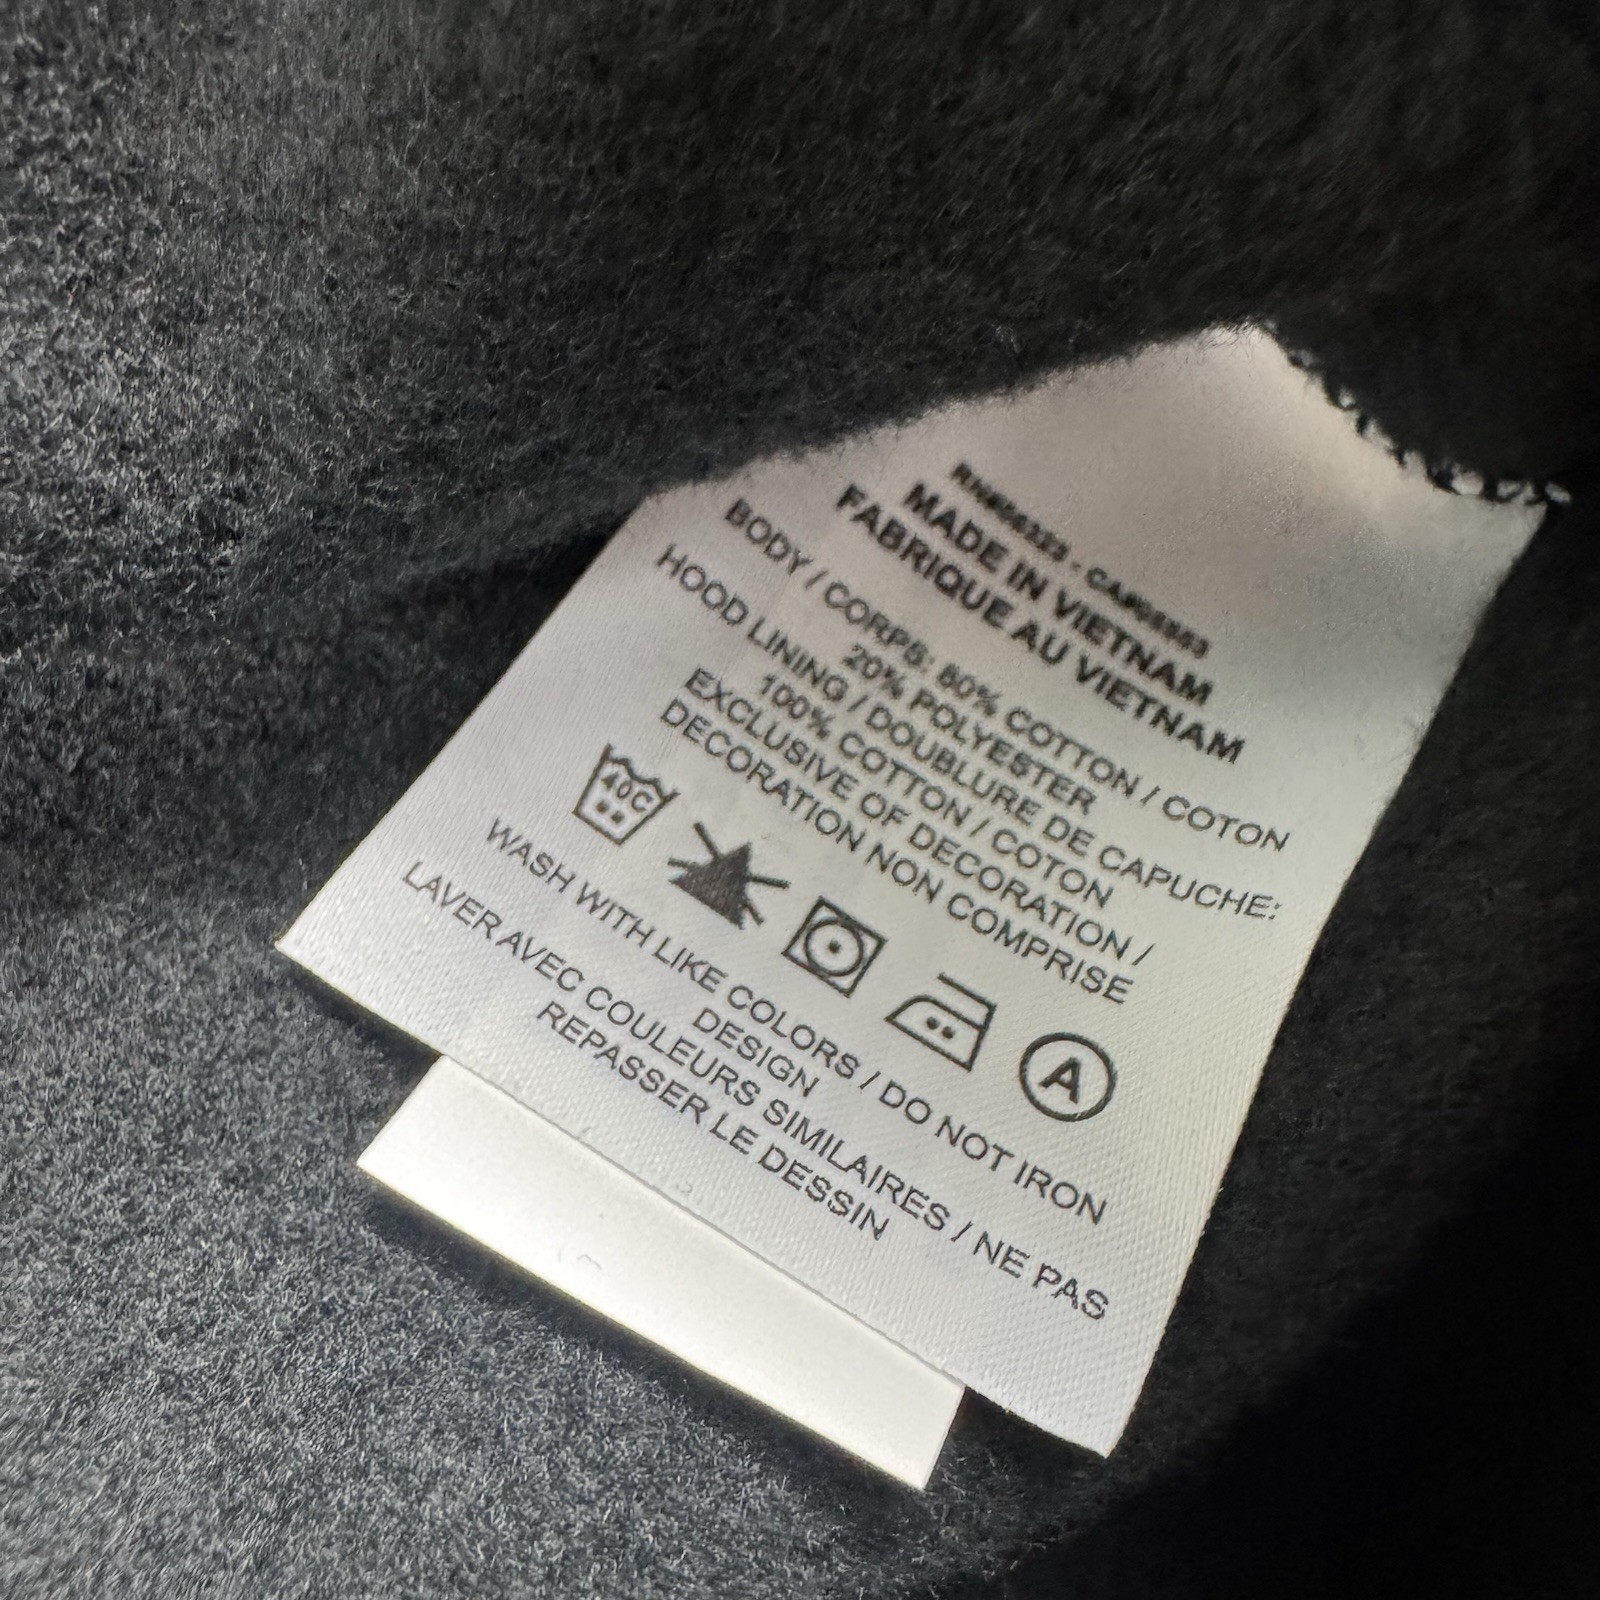 MADE IN VIETNAM
FABRIQUE AU VIETNAM
BODY / CORPS: 80% COTTON / COTON
20% POLYESTER
HOOD LINING / DOUBLURE DE CAPUCHE:
100% COTTON / COTON
EXCLUSIVE OF DECORATION /
DECORATION NON COMPRISE
40C
A
WASH WITH LIKE COLORS / DO NOT IRON
DESIGN
LAVER AVEC COULEURS SIMILAIRES / NE PAS
REPASSER LE DESSIN